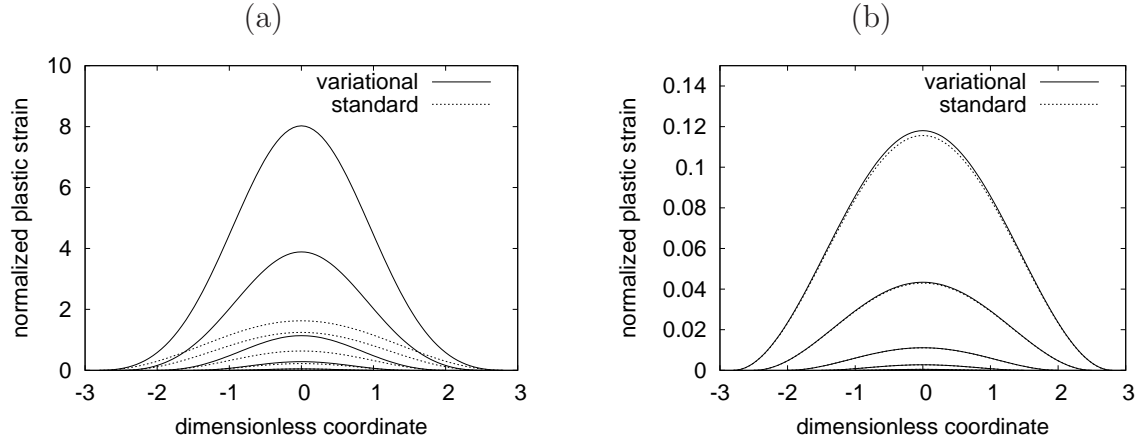 (a)
normalized plastic strain
10
8
6
4
2
0
-3 -2 -1 0 1 2 3
dimensionless coordinate
variational
standard
(b)
normalized plastic strain
0.14
0.12
0.1
0.08
0.06
0.04
0.02
0
-3 -2 -1 0 1 2 3
dimensionless coordinate
variational
standard